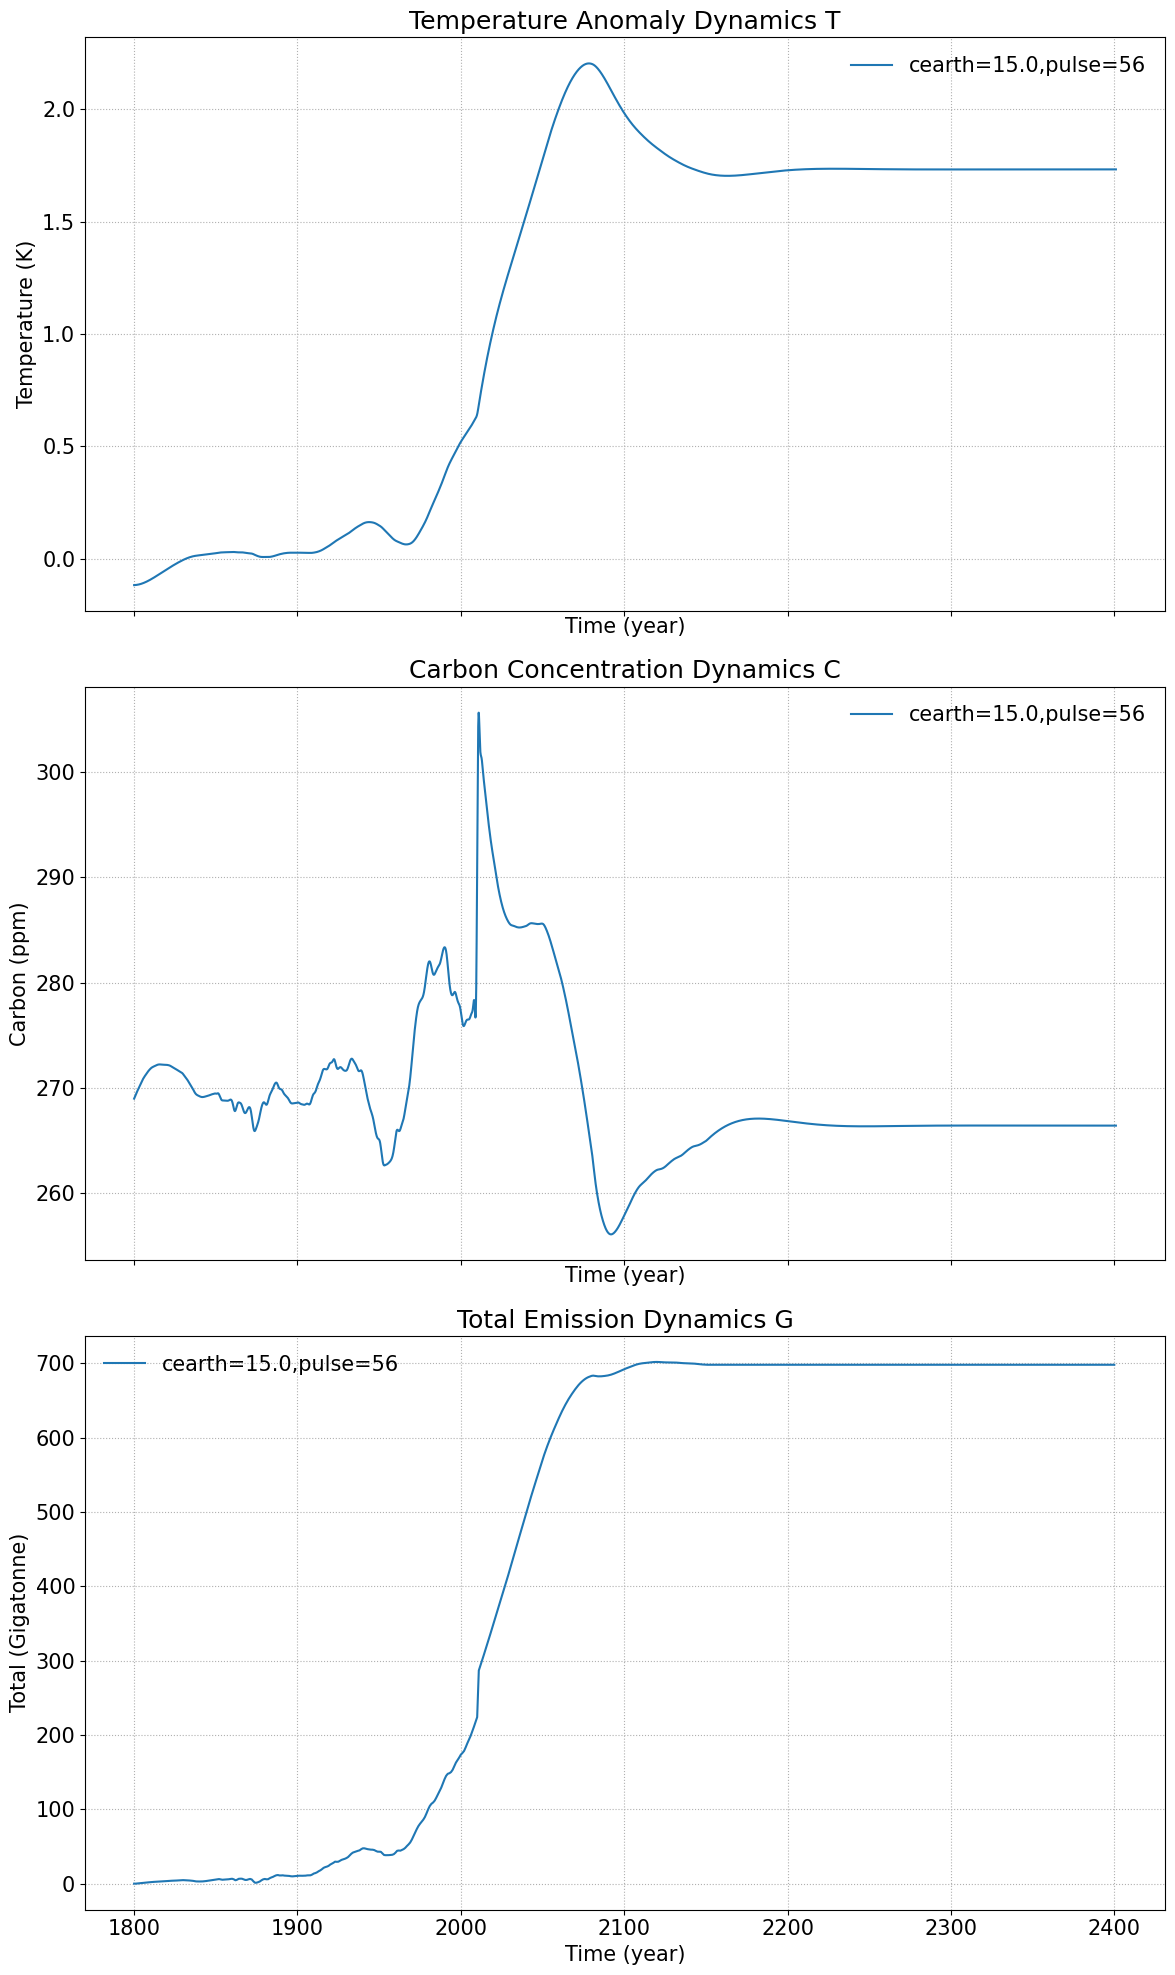 Temperature Anomaly Dynamics T
cearth=15.0,pulse=56
2.0
1.5
1.0
0.5
0.0
Temperature (K)
Time (year)
Carbon Concentration Dynamics C
cearth=15.0,pulse=56
300
290
280
270
260
Carbon (ppm)
Time (year)
Total Emission Dynamics G
cearth=15.0,pulse=56
700
600
500
400
300
200
100
0
Total (Gigatonne)
1800 1900 2000 2100 2200 2300 2400
Time (year)